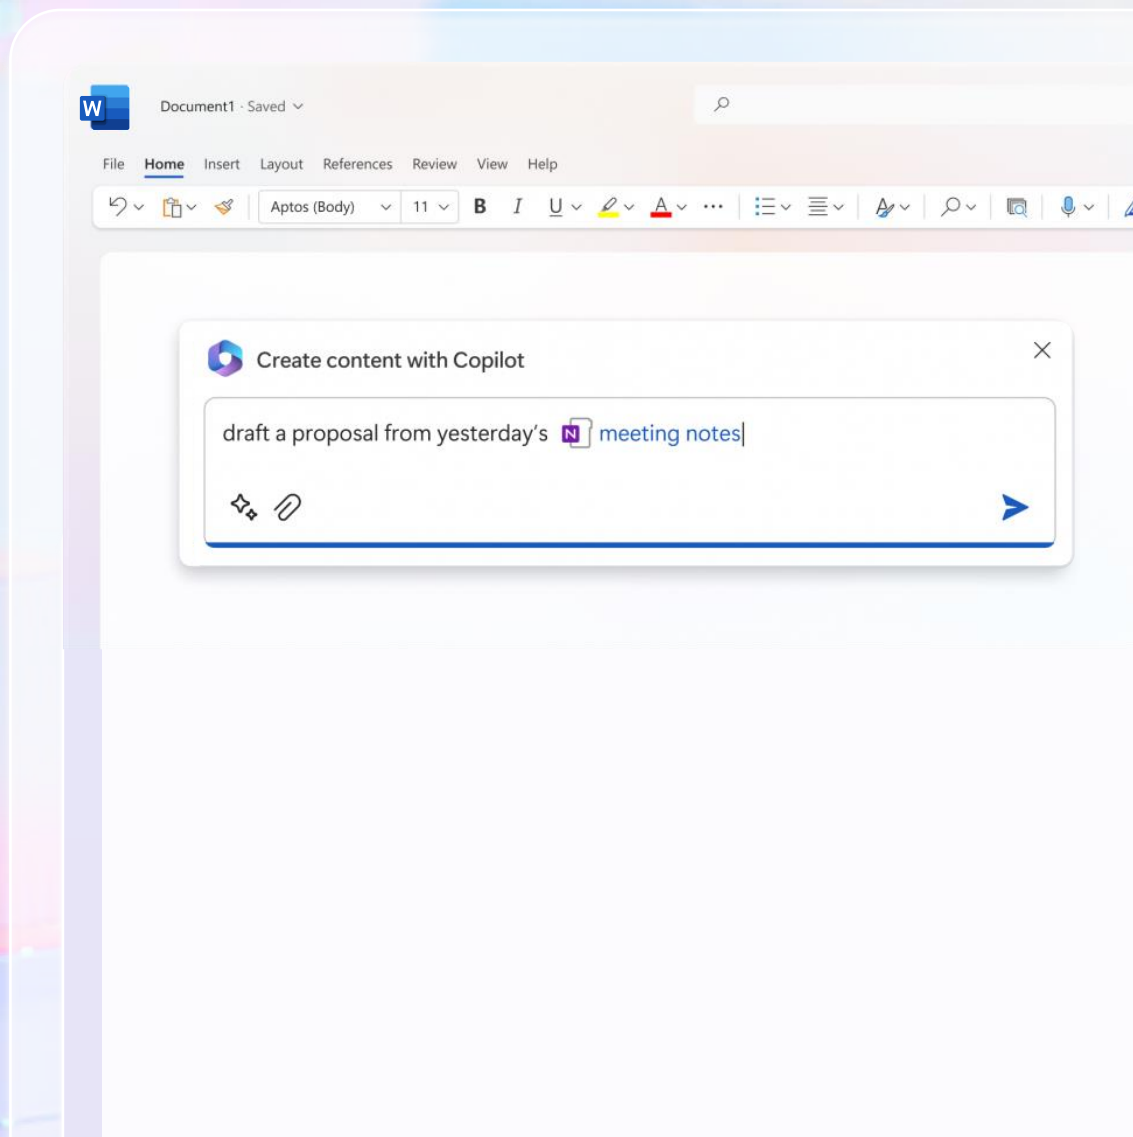 W Document1 · Saved
File Home Insert Layout References Review View Help
Aptos (Body) 11 B I U A A
Create content with Copilot
draft a proposal from yesterday's N meeting notes